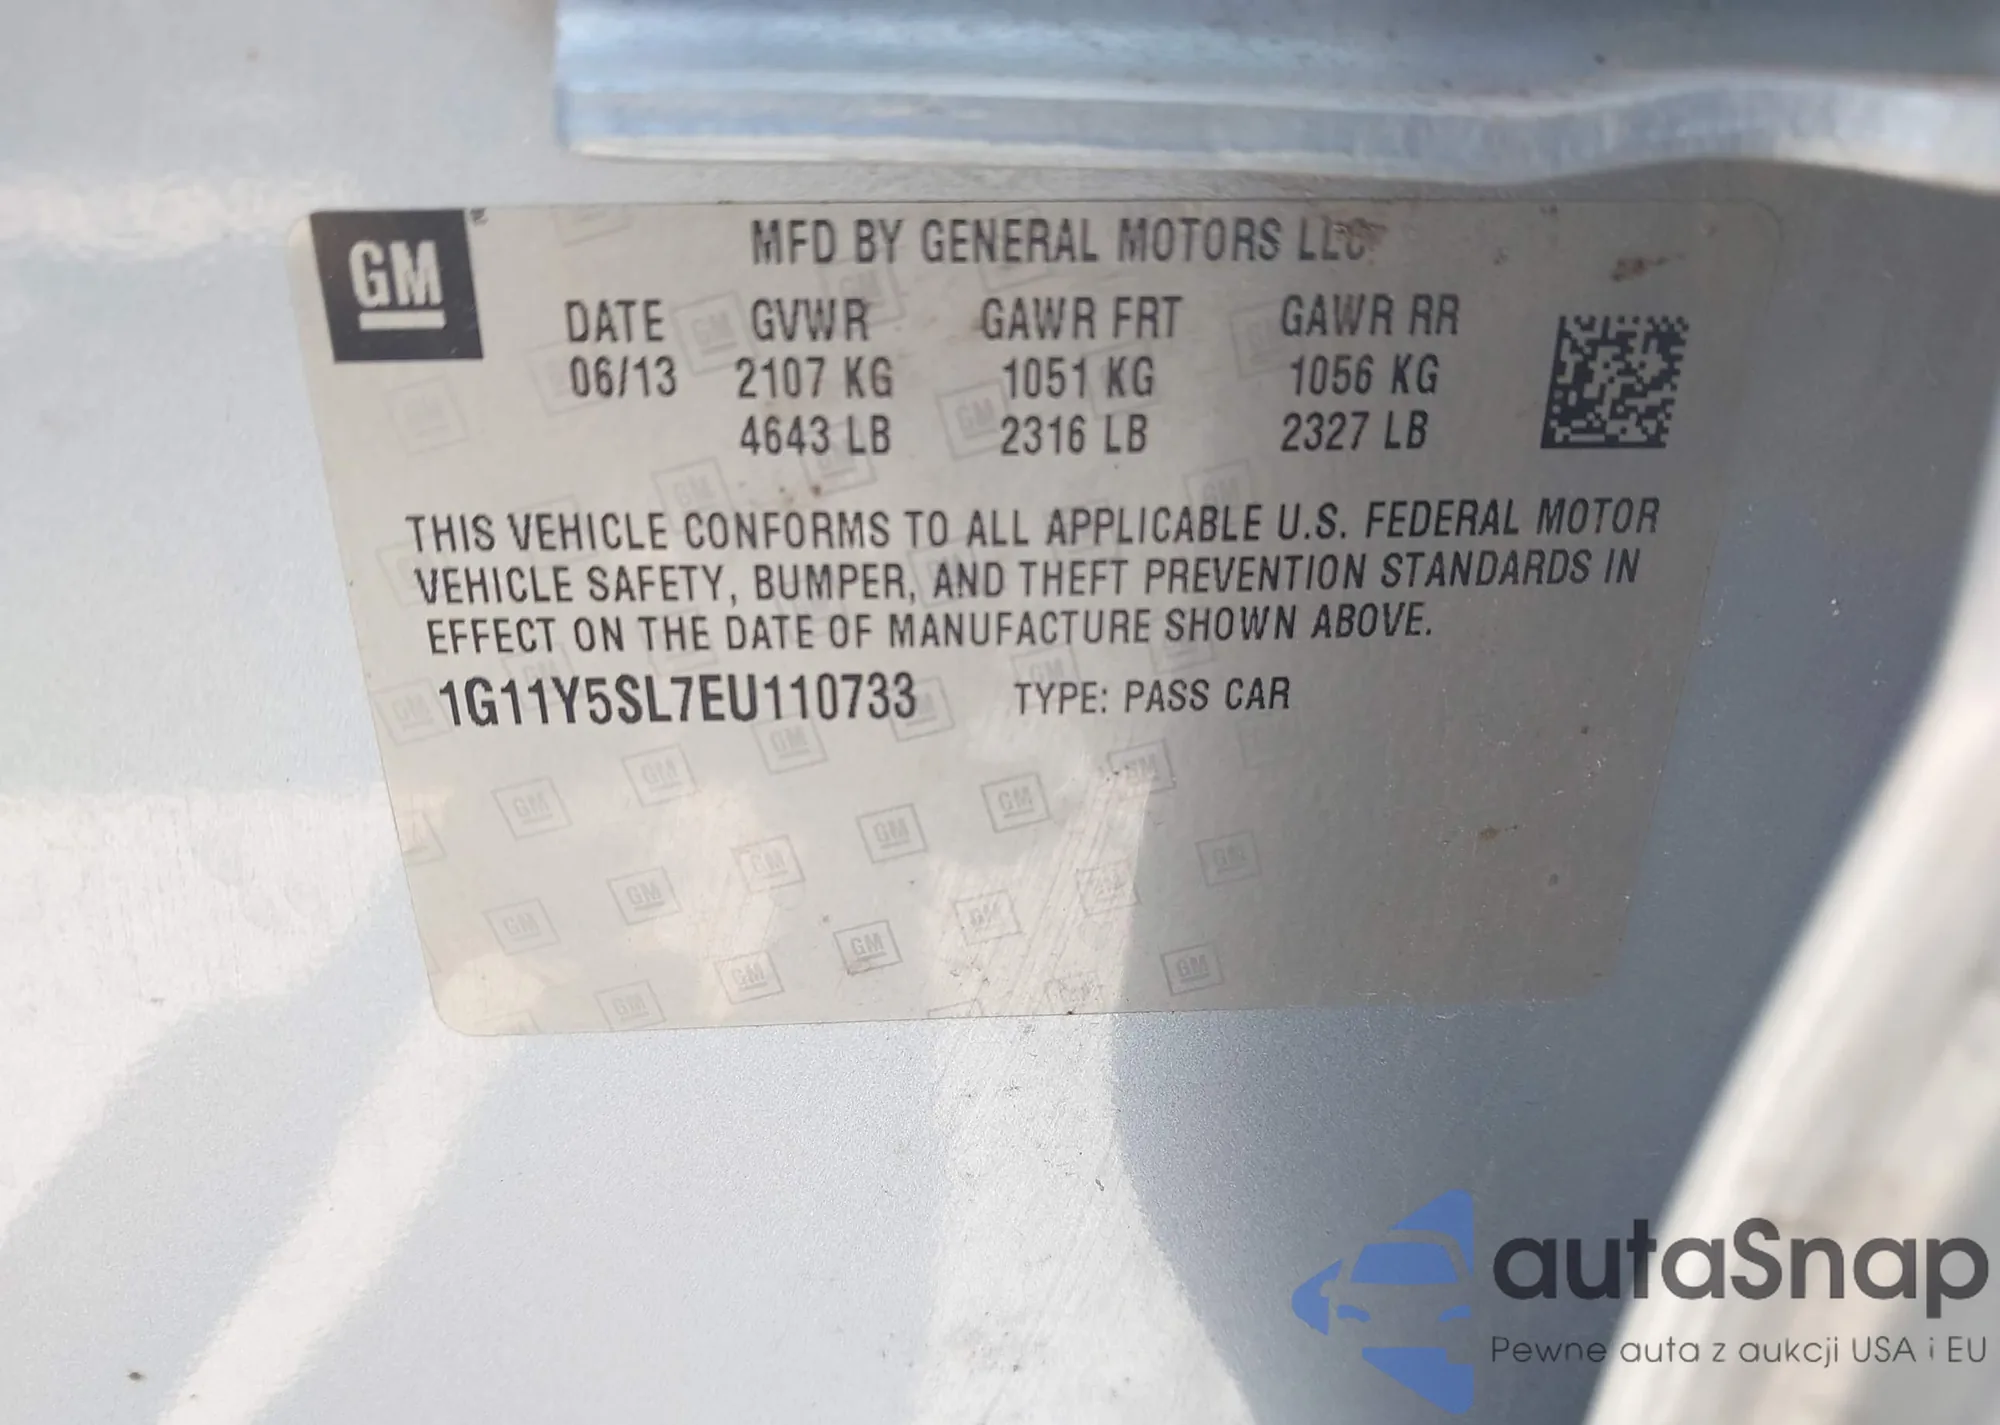 GM
MFD BY GENERAL MOTORS LLC
DATE GVWR GAWR FRT GAWR RR
06/13 2107 KG 1051 KG 1056 KG
4643 LB 2316 LB 2327 LB
THIS VEHICLE CONFORMS TO ALL APPLICABLE U.S. FEDERAL MOTOR
VEHICLE SAFETY, BUMPER, AND THEFT PREVENTION STANDARDS IN
EFFECT ON THE DATE OF MANUFACTURE SHOWN ABOVE.
1G11Y5SL7EU110733 TYPE: PASS CAR
autaSnap
Pewne auta z aukcji USA i EU